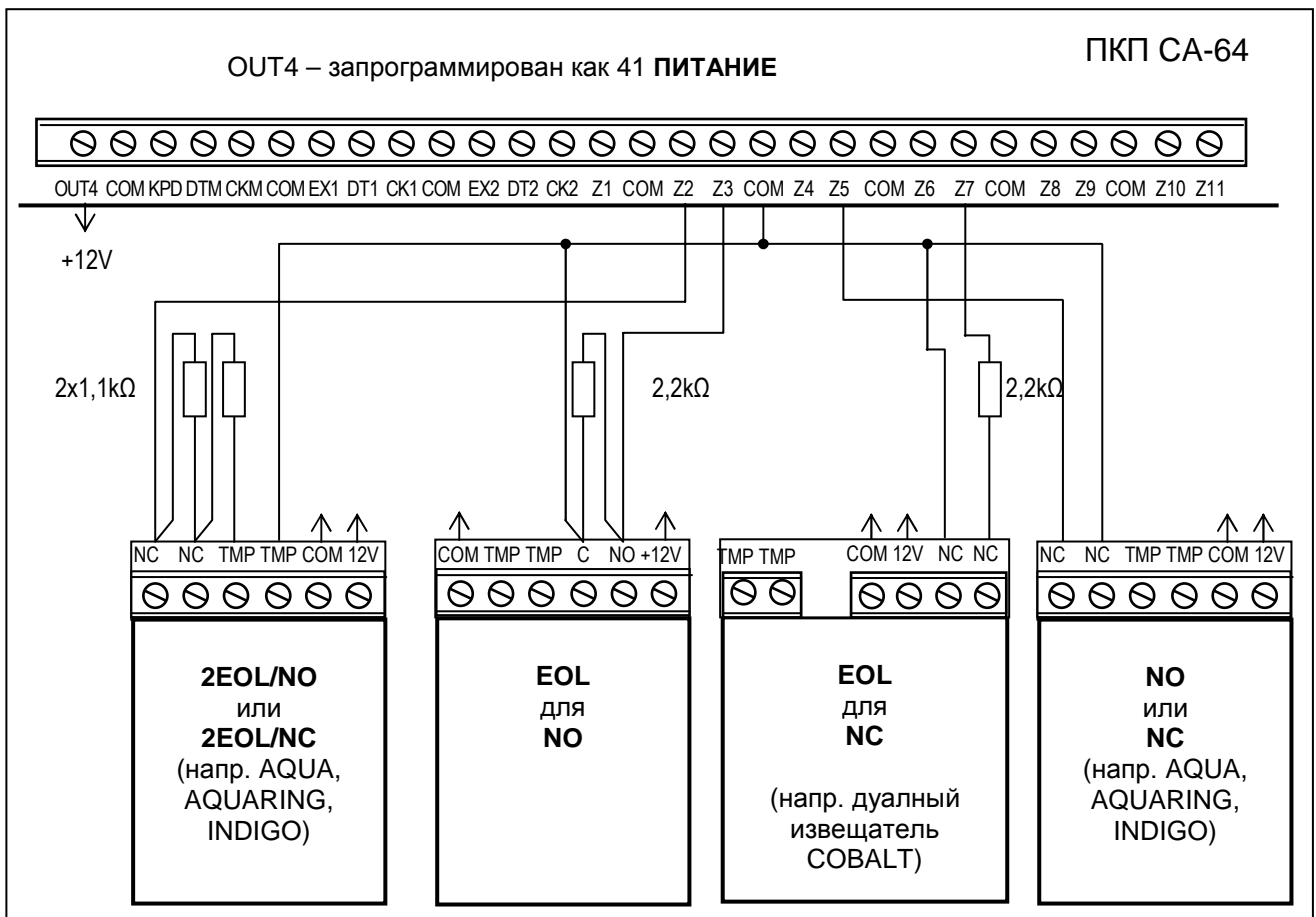 ПКП CA-64
OUT4 – запрограммирован как 41 ПИТАНИЕ
OUT4 COM KPD DTM CKM COM EX1 DT1 CK1 COM EX2 DT2 CK2 Z1 COM Z2 Z3 COM Z4 Z5 COM Z6 Z7 COM Z8 Z9 COM Z10 Z11
+12V
2x1,1kΩ
2,2kΩ
2,2kΩ
NC NC TMP TMP COM 12V
COM TMP TMP C NO +12V
TMP TMP COM 12V NC NC
NC NC TMP TMP COM 12V
2EOL/NO
или
2EOL/NC
(напр. AQUA,
AQUARING,
INDIGO)
EOL
для
NO
EOL
для
NC
(напр. дуалный
извещатель
COBALT)
NO
или
NC
(напр. AQUA,
AQUARING,
INDIGO)